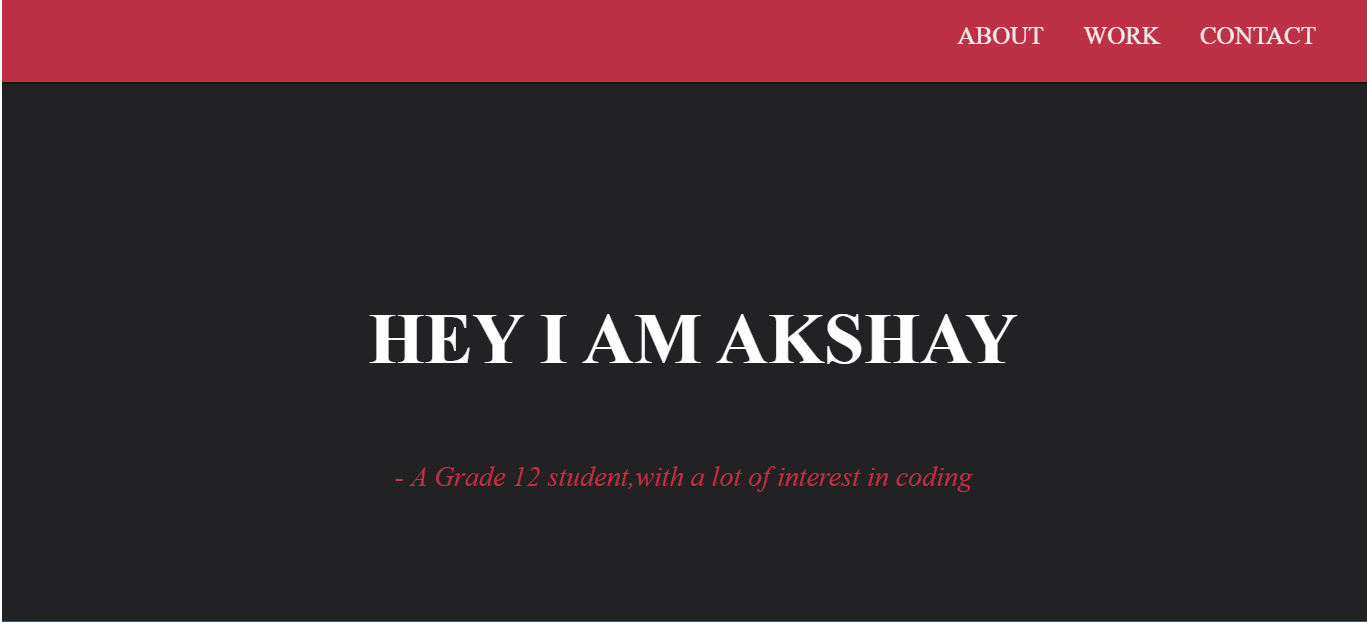 ABOUT WORK CONTACT
HEY I AM AKSHAY
- A Grade 12 student,with a lot of interest in coding